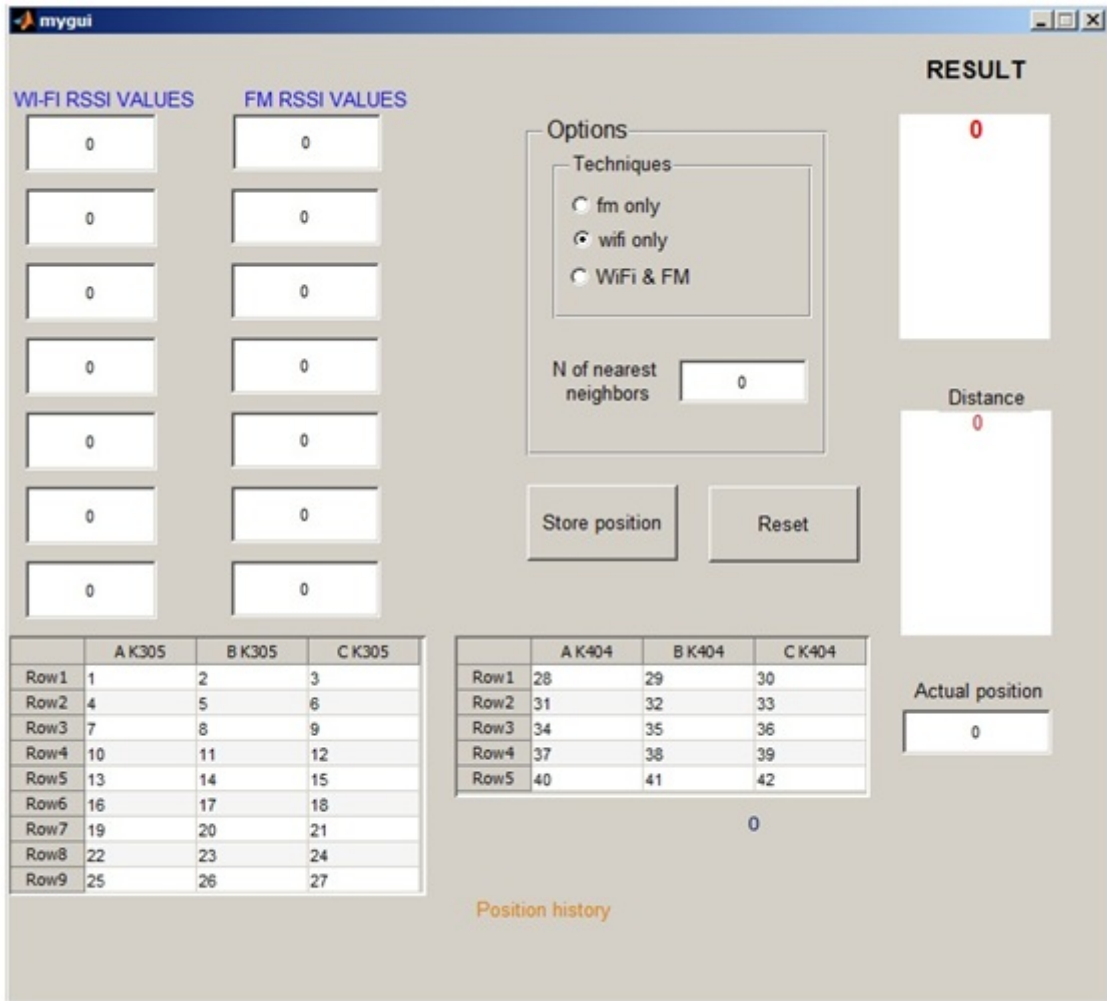 mygui
RESULT
WI-FI RSSI VALUES FM RSSI VALUES
0 0
0 0
0 0
0 0
0 0
0 0
0 0
Options
Techniques
fm only
wifi only
WiFi & FM
N of nearest
neighbors
0
Store position Reset
0
Distance
0
Actual position
0
A K305 B K305 C K305
Row1 1 2 3
Row2 4 5 6
Row3 7 8 9
Row4 10 11 12
Row5 13 14 15
Row6 16 17 18
Row7 19 20 21
Row8 22 23 24
Row9 25 26 27
A K404 B K404 C K404
Row1 28 29 30
Row2 31 32 33
Row3 34 35 36
Row4 37 38 39
Row5 40 41 42
0
Position history